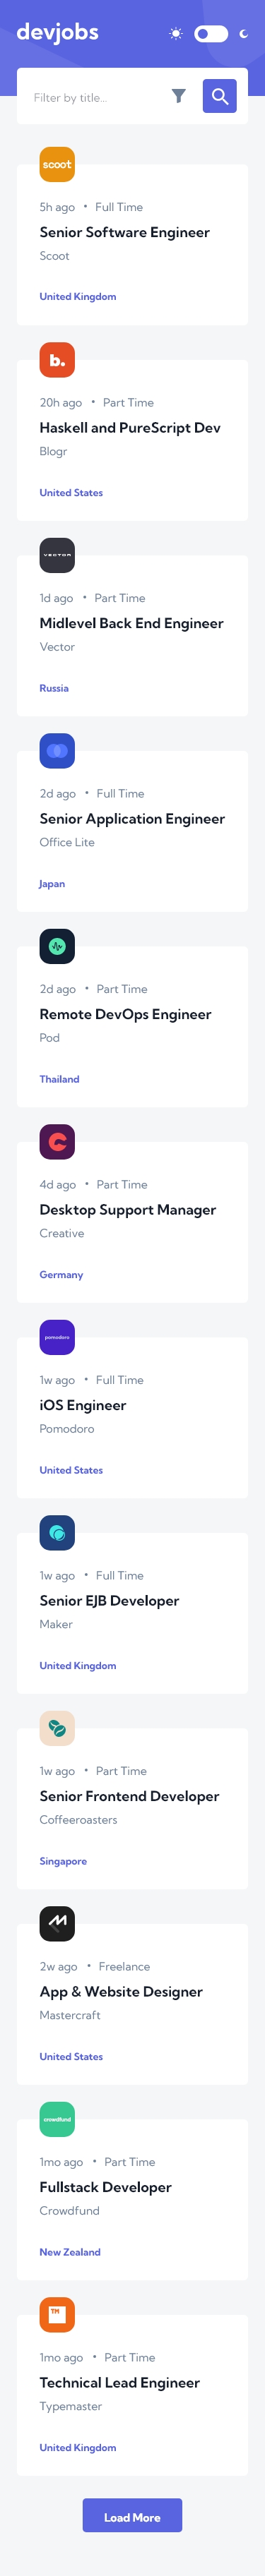 devjobs
Filter by title...
scoot
5h ago • Full Time
Senior Software Engineer
Scoot
United Kingdom
b.
20h ago • Part Time
Haskell and PureScript Dev
Blogr
United States
VECTOR
1d ago • Part Time
Midlevel Back End Engineer
Vector
Russia
2d ago • Full Time
Senior Application Engineer
Office Lite
Japan
2d ago • Part Time
Remote DevOps Engineer
Pod
Thailand
4d ago • Part Time
Desktop Support Manager
Creative
Germany
pomodoro
1w ago • Full Time
iOS Engineer
Pomodoro
United States
1w ago • Full Time
Senior EJB Developer
Maker
United Kingdom
1w ago • Part Time
Senior Frontend Developer
Coffeeroasters
Singapore
2w ago • Freelance
App & Website Designer
Mastercraft
United States
crowdfund
1mo ago • Part Time
Fullstack Developer
Crowdfund
New Zealand
TM
1mo ago • Part Time
Technical Lead Engineer
Typemaster
United Kingdom
Load More